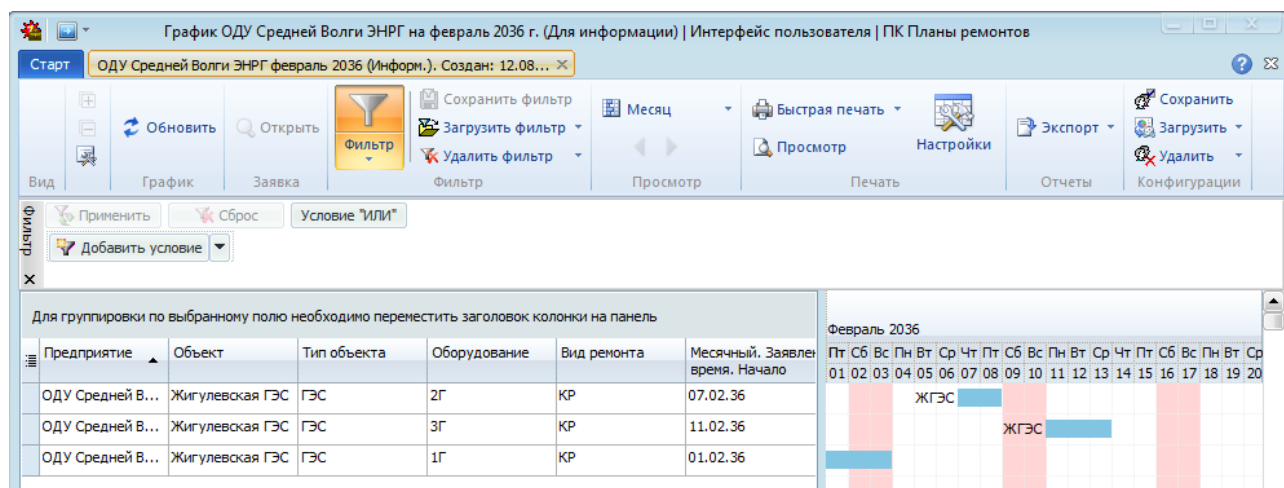 График ОДУ Средней Волги ЭНРГ на февраль 2036 г. (Для информации) | Интерфейс пользователя | ПК Планы ремонтов
Старт ОДУ Средней Волги ЭНРГ февраль 2036 (Информ.). Создан: 12.08...
Сохранить фильтр Месяц Быстрая печать Сохранить
Обновить Открыть Фильтр Загрузить фильтр Настройки Экспорт Загрузить
Удалить фильтр Просмотр Удалить
Вид График Заявка Фильтр Просмотр Печать Отчеты Конфигурации
Фильтр
Применить Сброс Условие "ИЛИ"
Добавить условие
Для группировки по выбранному полю необходимо переместить заголовок колонки на панель
Февраль 2036
Предприятие Объект Тип объекта Оборудование Вид ремонта Месячный. Заявлен
время. Начало
Пт Сб Вс Пн Вт Ср Чт Пт Сб Вс Пн Вт Ср Чт Пт Сб Вс Пн Вт Ср
01 02 03 04 05 06 07 08 09 10 11 12 13 14 15 16 17 18 19 20
ОДУ Средней В... Жигулевская ГЭС ГЭС 2Г КР 07.02.36 ЖГЭС
ОДУ Средней В... Жигулевская ГЭС ГЭС 3Г КР 11.02.36 ЖГЭС
ОДУ Средней В... Жигулевская ГЭС ГЭС 1Г КР 01.02.36